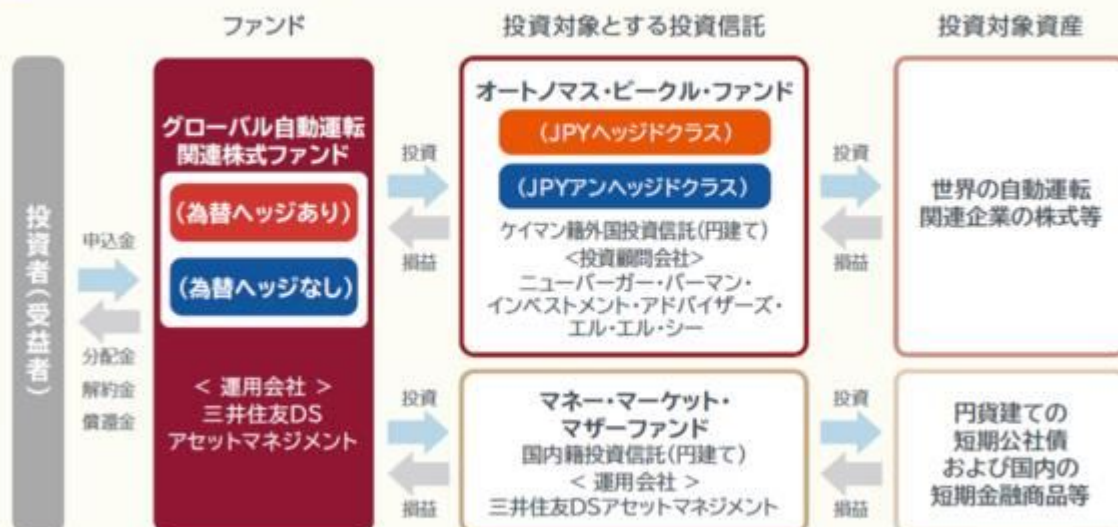 ファンド
投資対象とする投資信託
投資対象資産
投資者(受益者)
申込金
分配金
解約金
償還金
グローバル自動運転
関連株式ファンド
(為替ヘッジあり)
(為替ヘッジなし)
< 運用会社 >
三井住友DS
アセットマネジメント
投資
損益
オートノマス・ビークル・ファンド
(JPYヘッジドクラス)
(JPYアンヘッジドクラス)
ケイマン籍外国投資信託(円建て)
<投資顧問会社>
ニューバーガー・バーマン・
インベストメント・アドバイザーズ・
エル・エル・シー
投資
損益
世界の自動運転
関連企業の株式等
投資
損益
マネー・マーケット・
マザーファンド
国内籍投資信託(円建て)
< 運用会社 >
三井住友DSアセットマネジメント
投資
損益
円貨建ての
短期公社債
および国内の
短期金融商品等